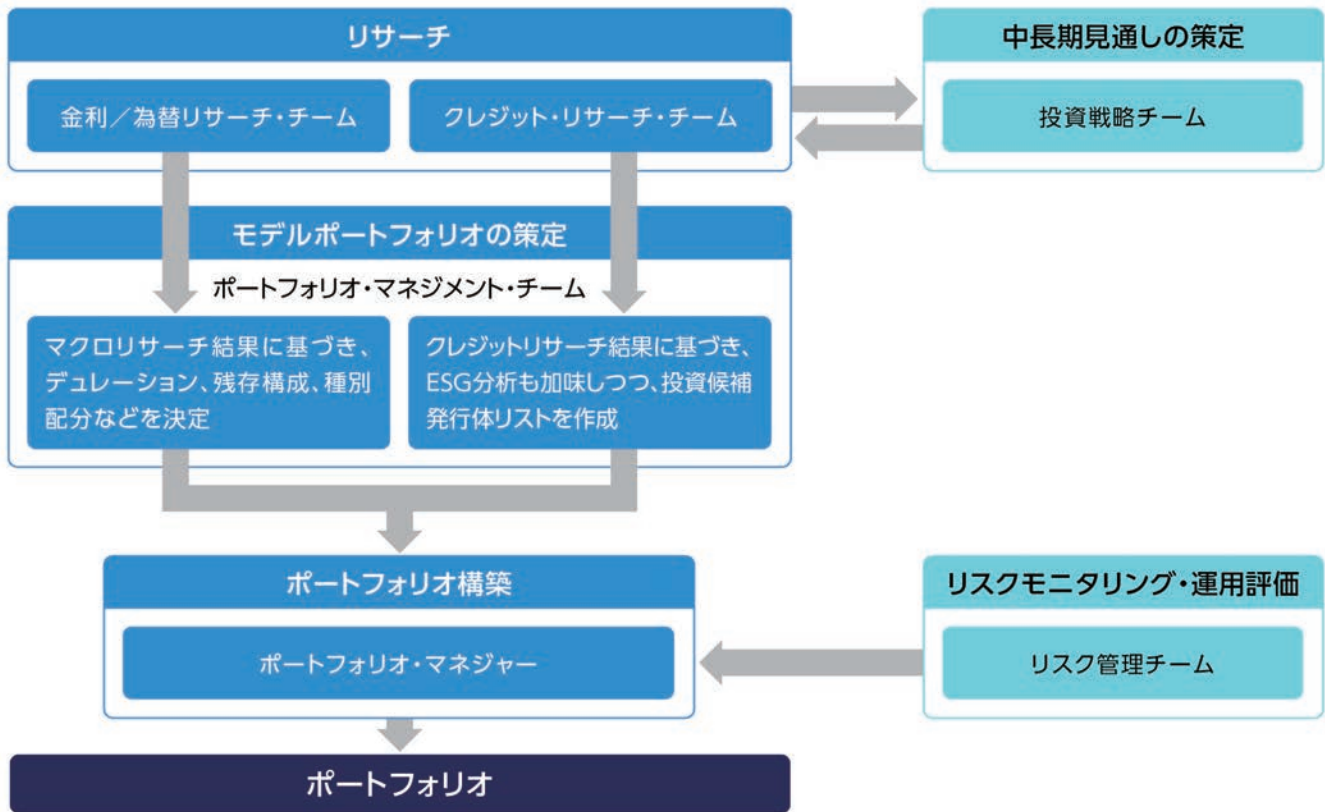 リサーチ
金利／為替リサーチ・チーム
クレジット・リサーチ・チーム
中長期見通しの策定
投資戦略チーム
モデルポートフォリオの策定
ポートフォリオ・マネジメント・チーム
マクロリサーチ結果に基づき、
デュレーション、残存構成、種別
配分などを決定
クレジットリサーチ結果に基づき、
ESG分析も加味しつつ、投資候補
発行体リストを作成
ポートフォリオ構築
ポートフォリオ・マネジャー
リスクモニタリング・運用評価
リスク管理チーム
ポートフォリオ